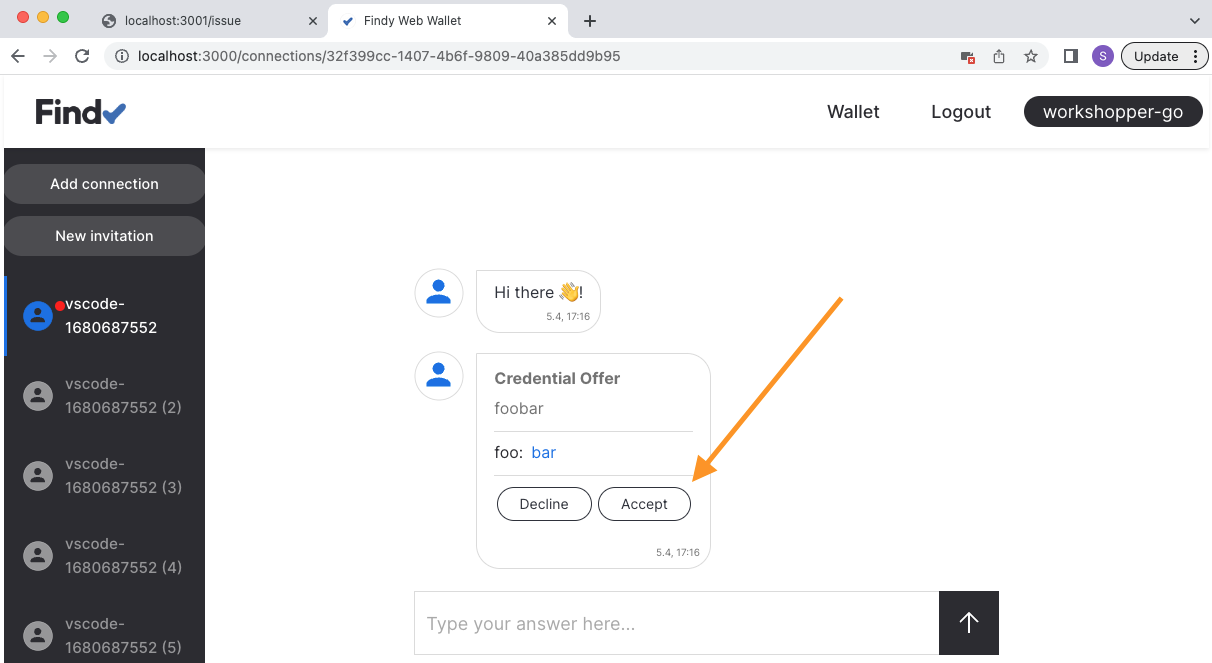 localhost:3001/issue
Findy Web Wallet
localhost:3000/connections/32f399cc-1407-4b6f-9809-40a385dd9b95
S
Update
Find
Wallet
Logout
workshopper-go
Add connection
New invitation
vscode-
1680687552
vscode-
1680687552 (2)
vscode-
1680687552 (3)
vscode-
1680687552 (4)
vscode-
1680687552 (5)
Hi there 👋!
5.4, 17:16
Credential Offer
foobar
foo: bar
Decline
Accept
5.4, 17:16
Type your answer here...